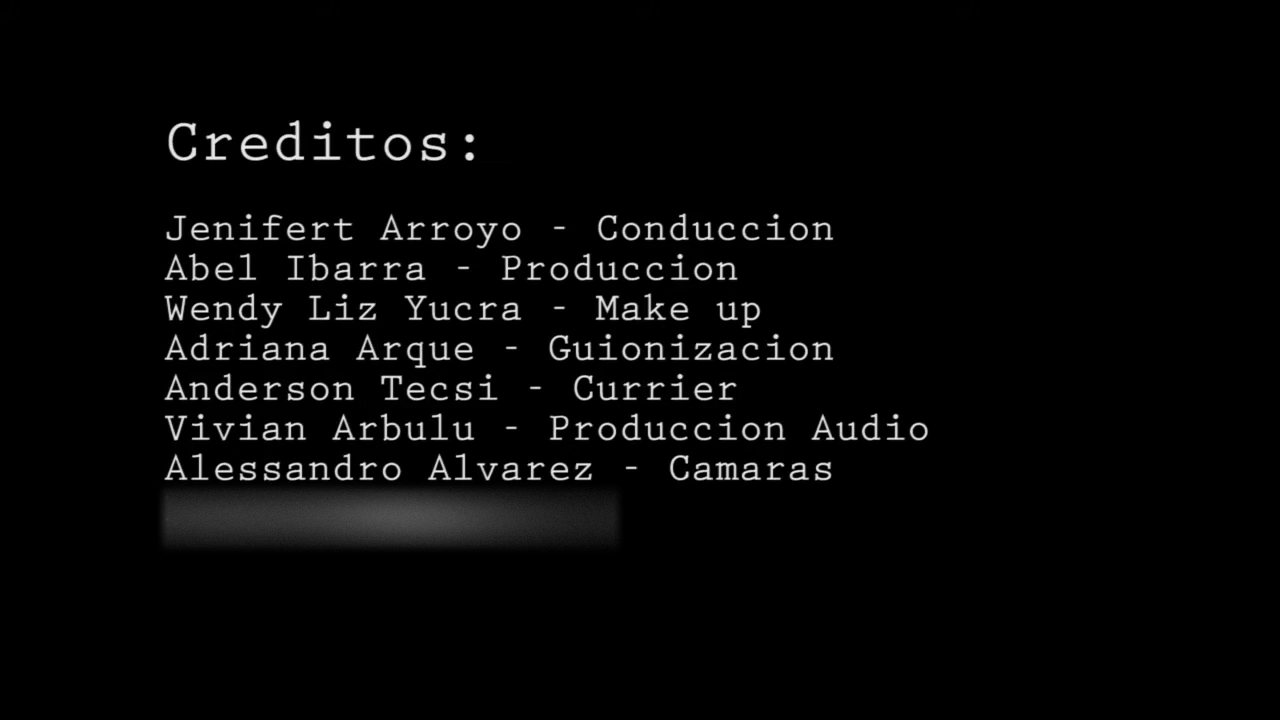 Creditos:
Jenifert Arroyo - Conduccion
Abel Ibarra - Produccion
Wendy Liz Yucra - Make up
Adriana Arque - Guionizacion
Anderson Tecsi - Currier
Vivian Arbulu - Produccion Audio
Alessandro Alvarez - Camaras